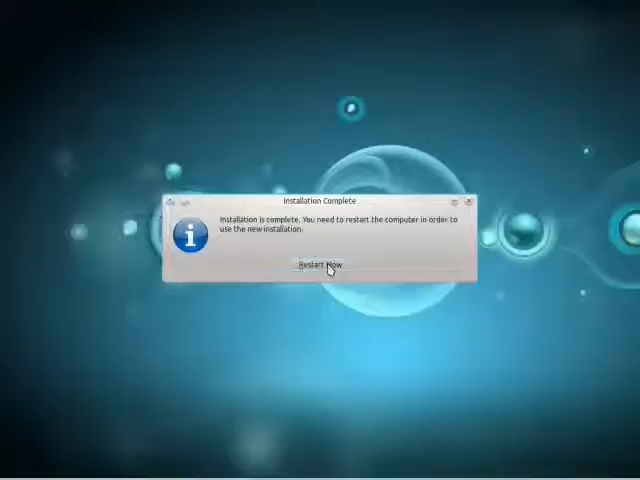 Installation Complete
Installation is complete. You need to restart the computer in order to
use the new installation.
Restart Now